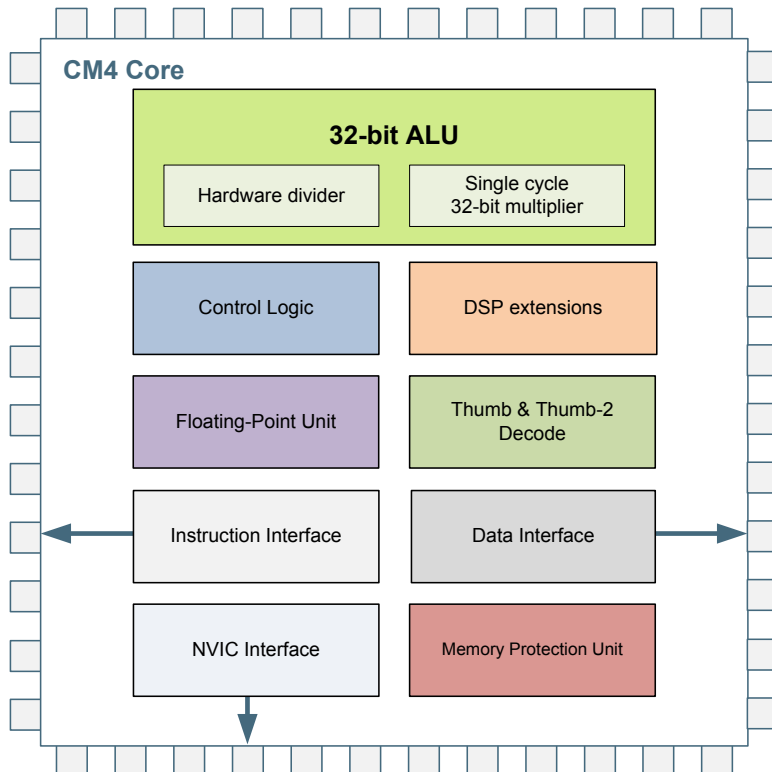 CM4 Core
32-bit ALU
Hardware divider
Single cycle
32-bit multiplier
Control Logic
DSP extensions
Floating-Point Unit
Thumb & Thumb-2
Decode
Instruction Interface
Data Interface
NVIC Interface
Memory Protection Unit